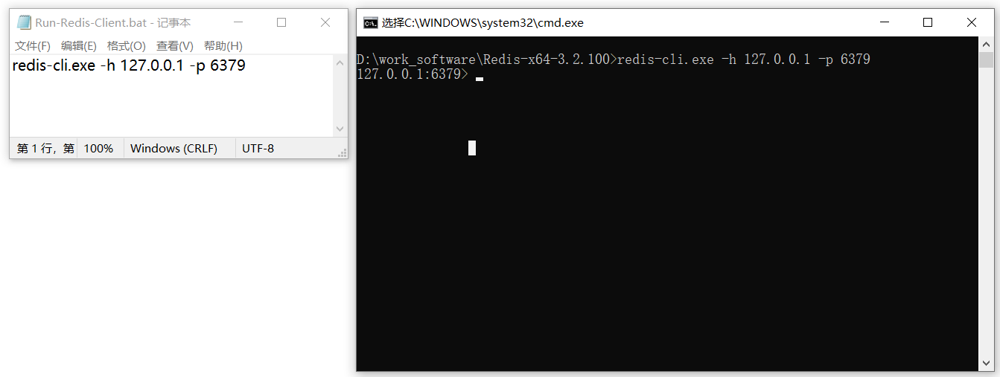 Run-Redis-Client.bat - 记事本
文件(F) 编辑(E) 格式(O) 查看(V) 帮助(H)
redis-cli.exe -h 127.0.0.1 -p 6379
第 1 行，第 100% Windows (CRLF) UTF-8
选择C:\WINDOWS\system32\cmd.exe
D:\work_software\Redis-x64-3.2.100>redis-cli.exe -h 127.0.0.1 -p 6379
127.0.0.1:6379>